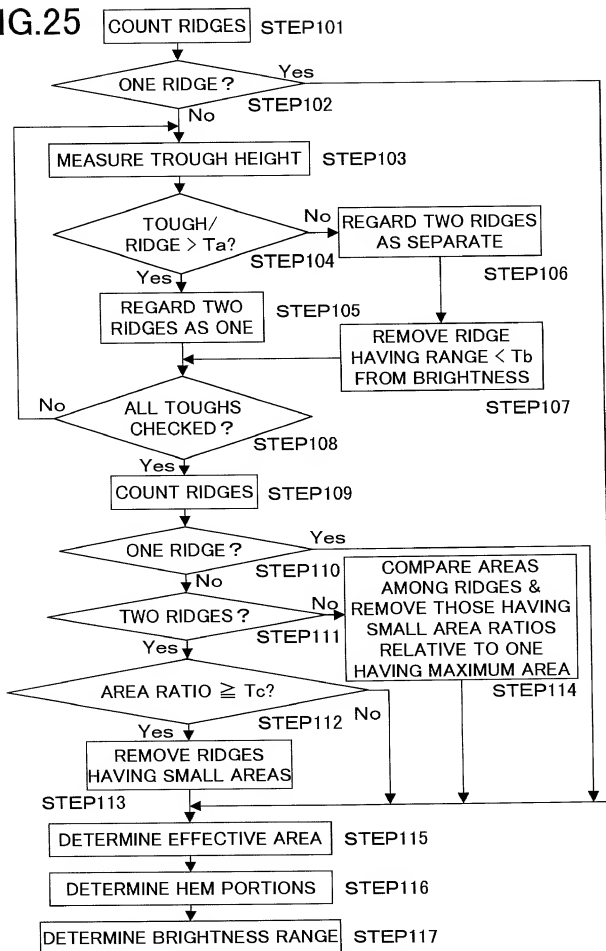 IG.25
COUNT RIDGES STEP101
ONE RIDGE? Yes
STEP102
No
MEASURE TROUGH HEIGHT STEP103
TOUGH/
RIDGE > Ta? No
STEP104
Yes
REGARD TWO RIDGES
AS SEPARATE
STEP106
REGARD TWO
RIDGES AS ONE
STEP105
REMOVE RIDGE
HAVING RANGE < Tb
FROM BRIGHTNESS
STEP107
No
ALL TOUGHS
CHECKED?
STEP108
Yes
COUNT RIDGES STEP109
ONE RIDGE? Yes
STEP110
No
TWO RIDGES? No
STEP111
Yes
COMPARE AREAS
AMONG RIDGES &
REMOVE THOSE HAVING
SMALL AREA RATIOS
RELATIVE TO ONE
HAVING MAXIMUM AREA
STEP114
AREA RATIO ≧ Tc?
STEP112
No
Yes
REMOVE RIDGES
HAVING SMALL AREAS
STEP113
DETERMINE EFFECTIVE AREA STEP115
DETERMINE HEM PORTIONS STEP116
DETERMINE BRIGHTNESS RANGE STEP117